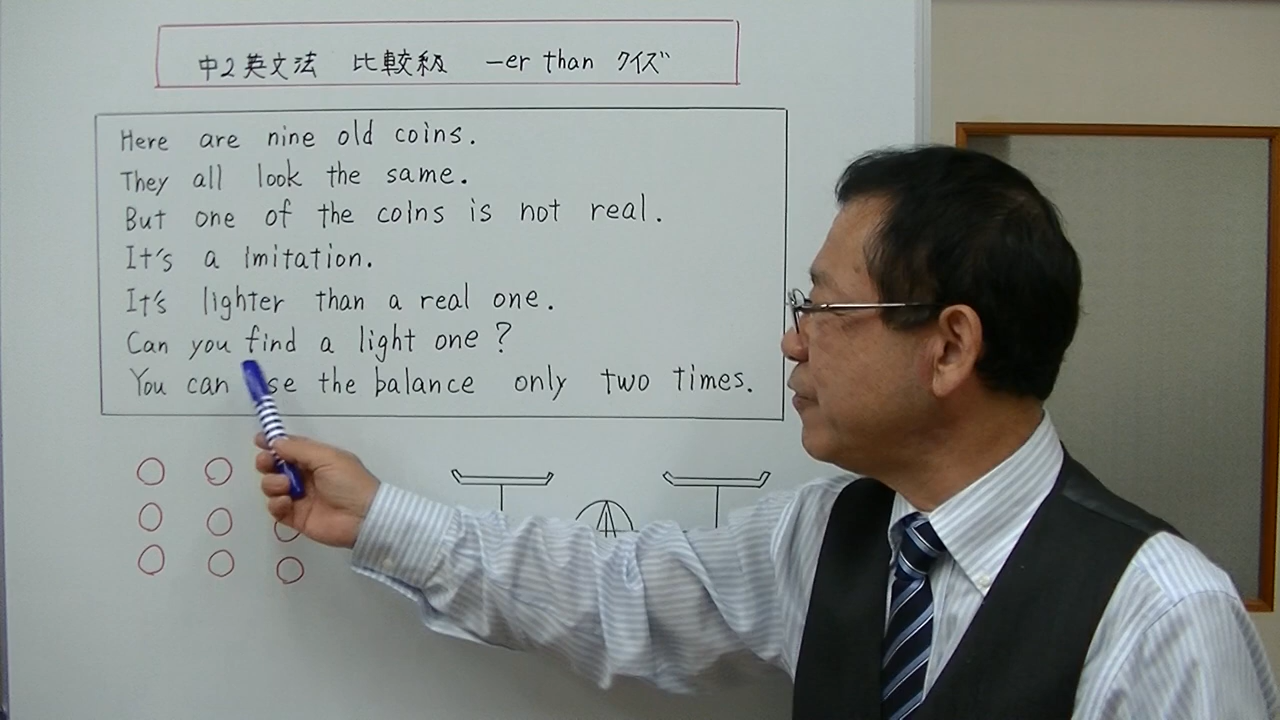 中2英文法 比較級 -er than クイズ
Here are nine old coins.
They all look the same.
But one of the coins is not real.
It's a imitation.
It's lighter than a real one.
Can you find a light one?
You can the balance only two times.